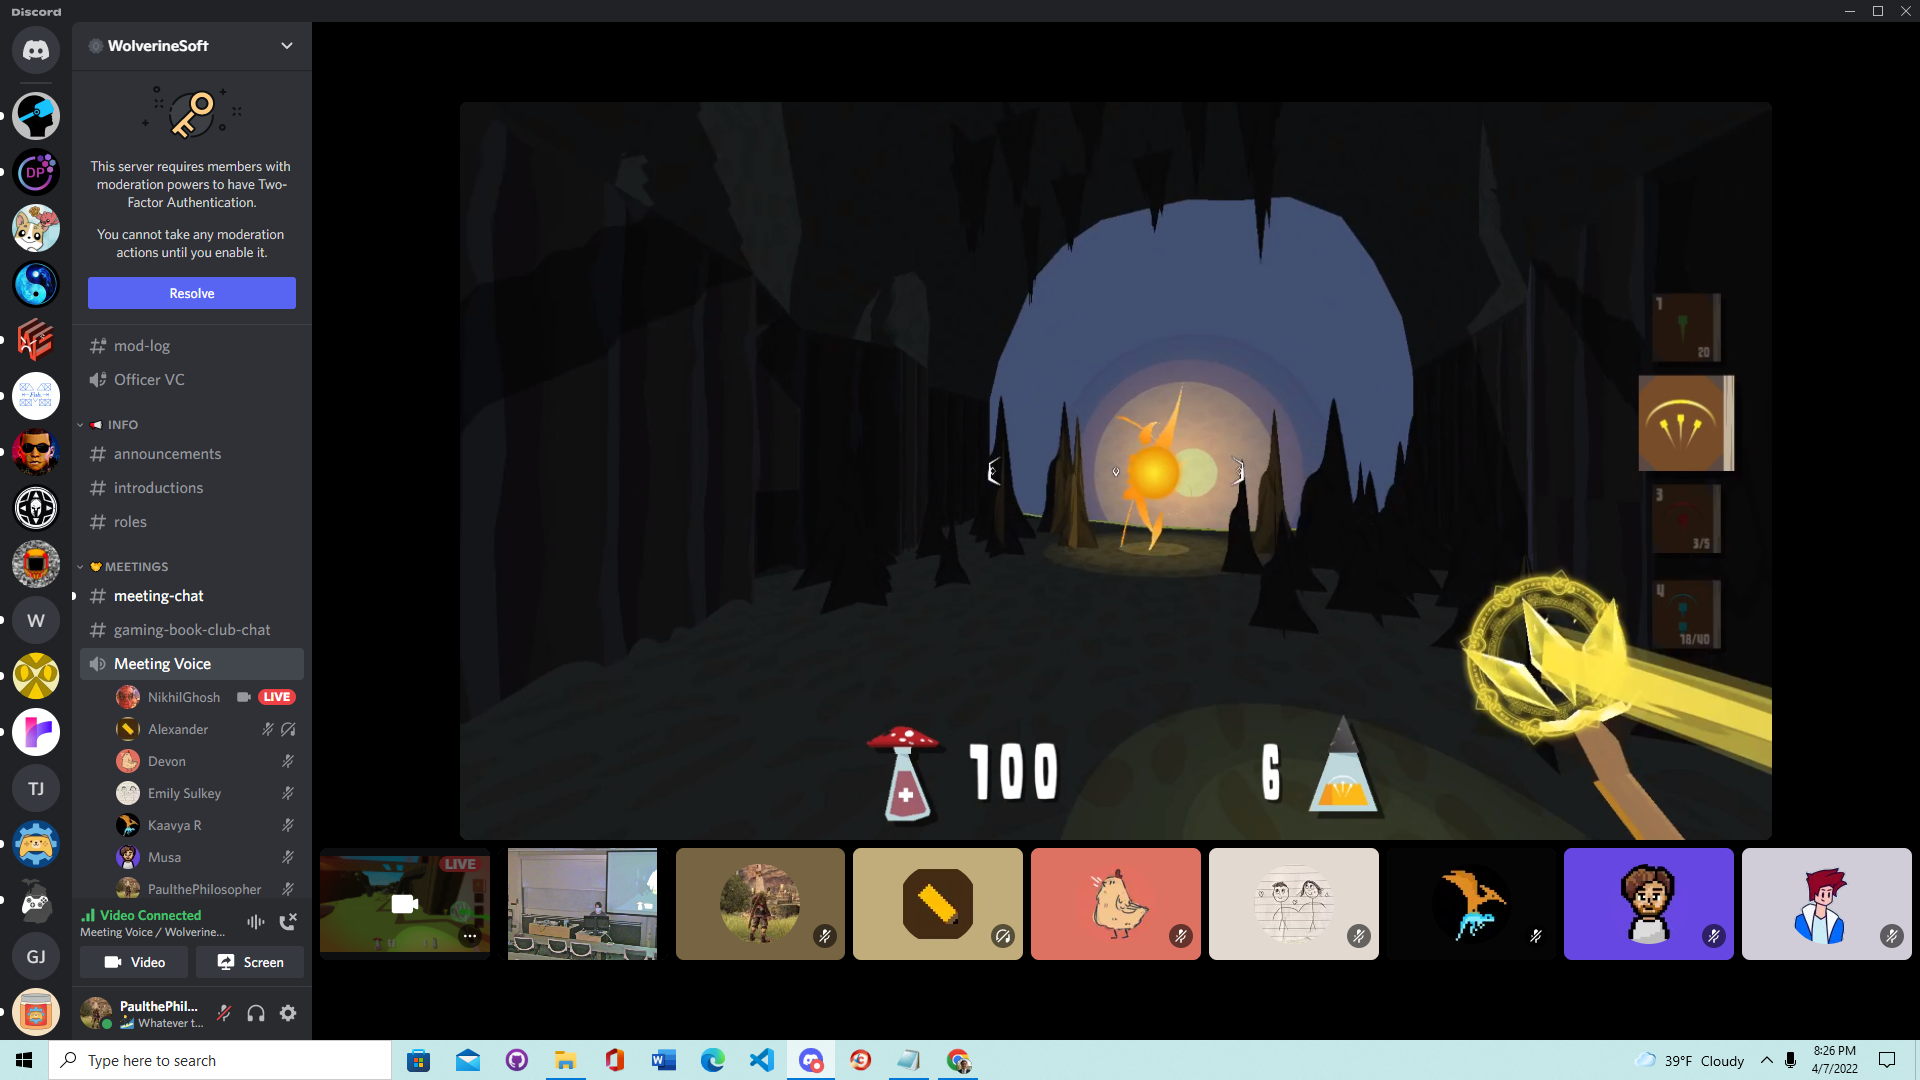 Discord
WolverineSoft
This server requires members with
moderation powers to have Two-
Factor Authentication.
You cannot take any moderation
actions until you enable it.
Resolve
mod-log
Officer VC
INFO
announcements
introductions
roles
MEETINGS
meeting-chat
gaming-book-club-chat
Meeting Voice
NikhilGhosh
LIVE
Alexander
Devon
Emily Sulkey
Kaavya R
Musa
PaulthePhilosopher
Video Connected
Meeting Voice / Wolverine...
Video
Screen
PaulthePhil...
Whatever t...
DP
W
TJ
GJ
1
20
3
3/5
4
18/40
100
6
LIVE
Type here to search
39°F Cloudy
8:26 PM
4/7/2022